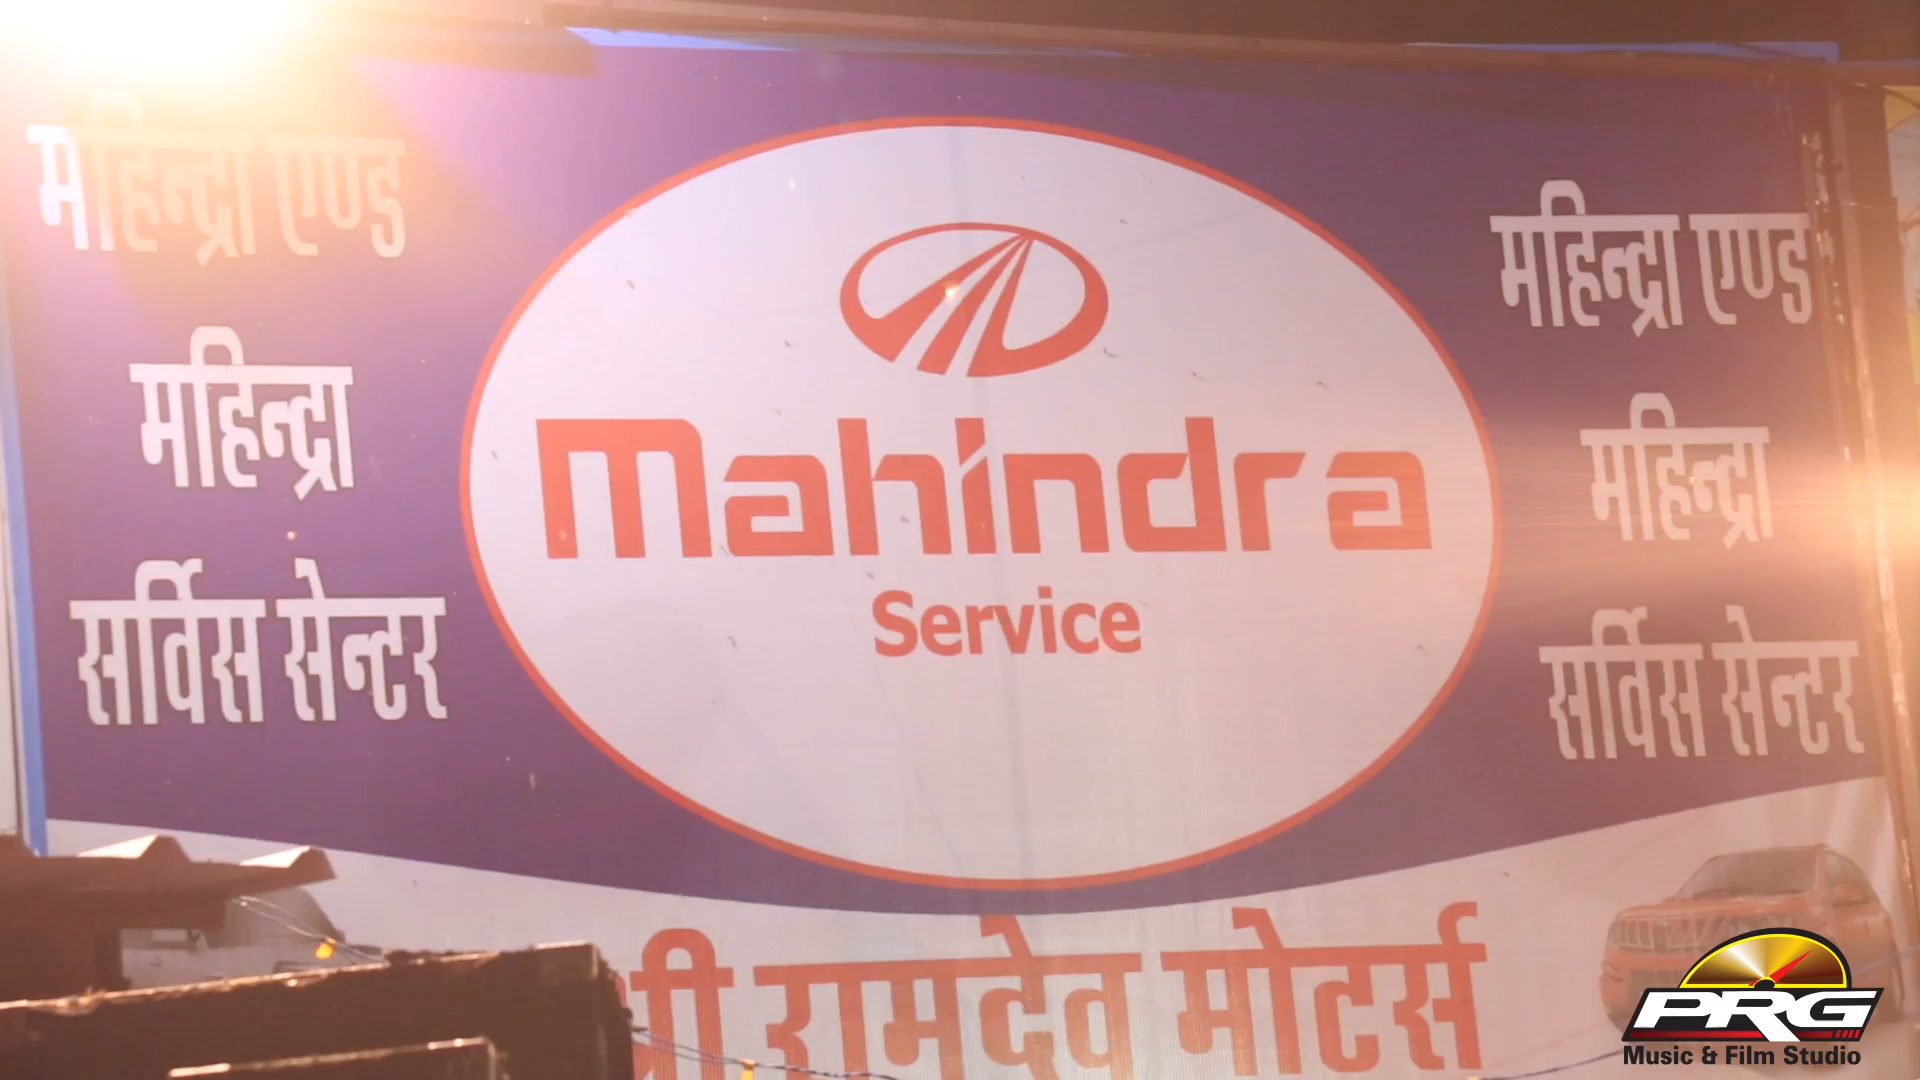 महिन्द्रा एण्ड
महिन्द्रा
सर्विस सेन्टर
mahindra
Service
महिन्द्रा एण्ड
महिन्द्रा
सर्विस सेन्टर
श्री रामदेव मोटर्स
PRG
Music & Film Studio